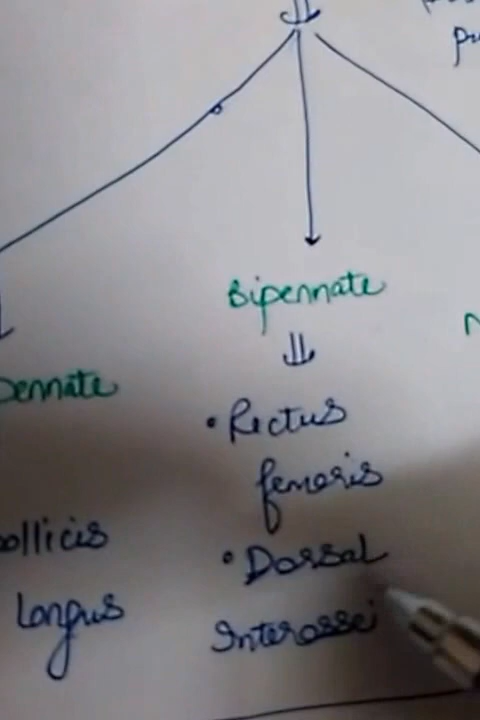 Bipennate
pennate
• Rectus
femoris
ollicis
• Dorsal
Longus
Interossei